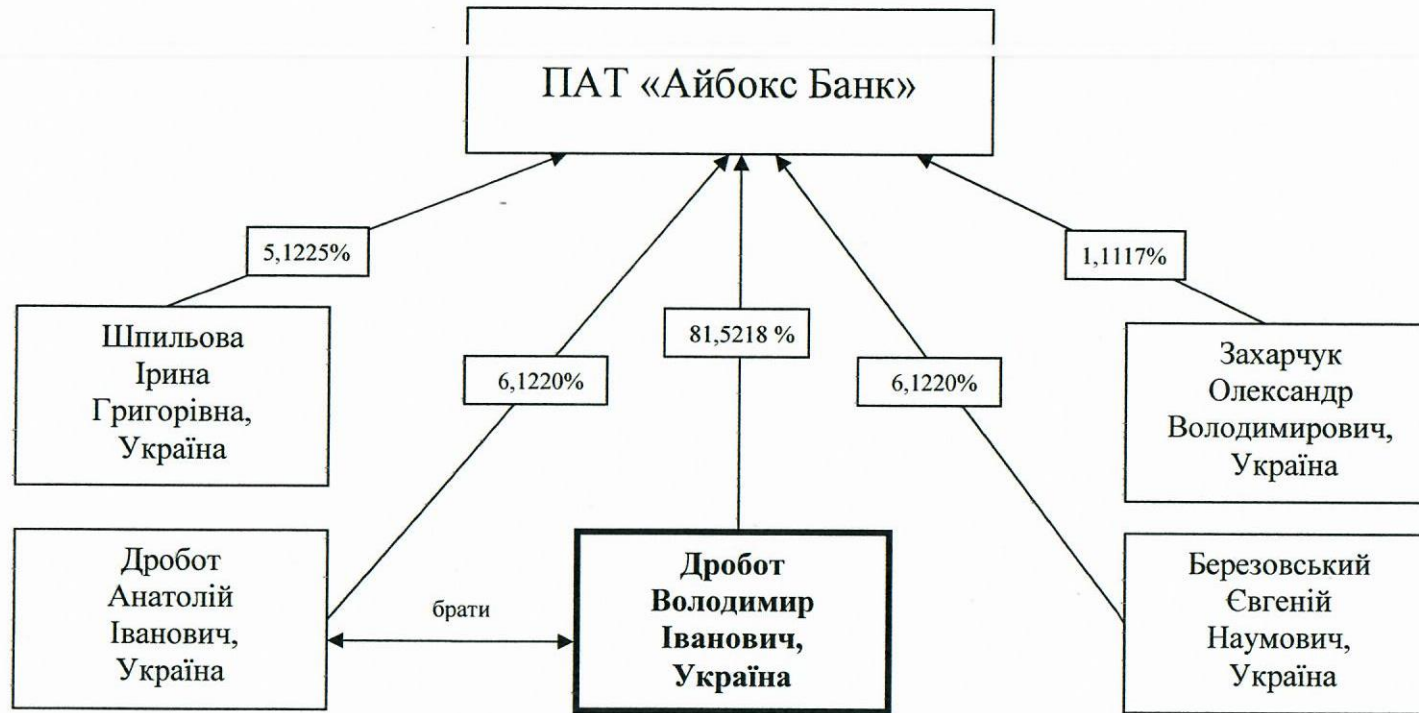 ПАТ «Айбокс Банк»
5,1225%
1,1117%
81,5218 %
6,1220%
6,1220%
Шпильова
Ірина
Григорівна,
Україна
Захарчук
Олександр
Володимирович,
Україна
Дробот
Анатолій
Іванович,
Україна
брати
Дробот
Володимир
Іванович,
Україна
Березовський
Євгеній
Наумович,
Україна